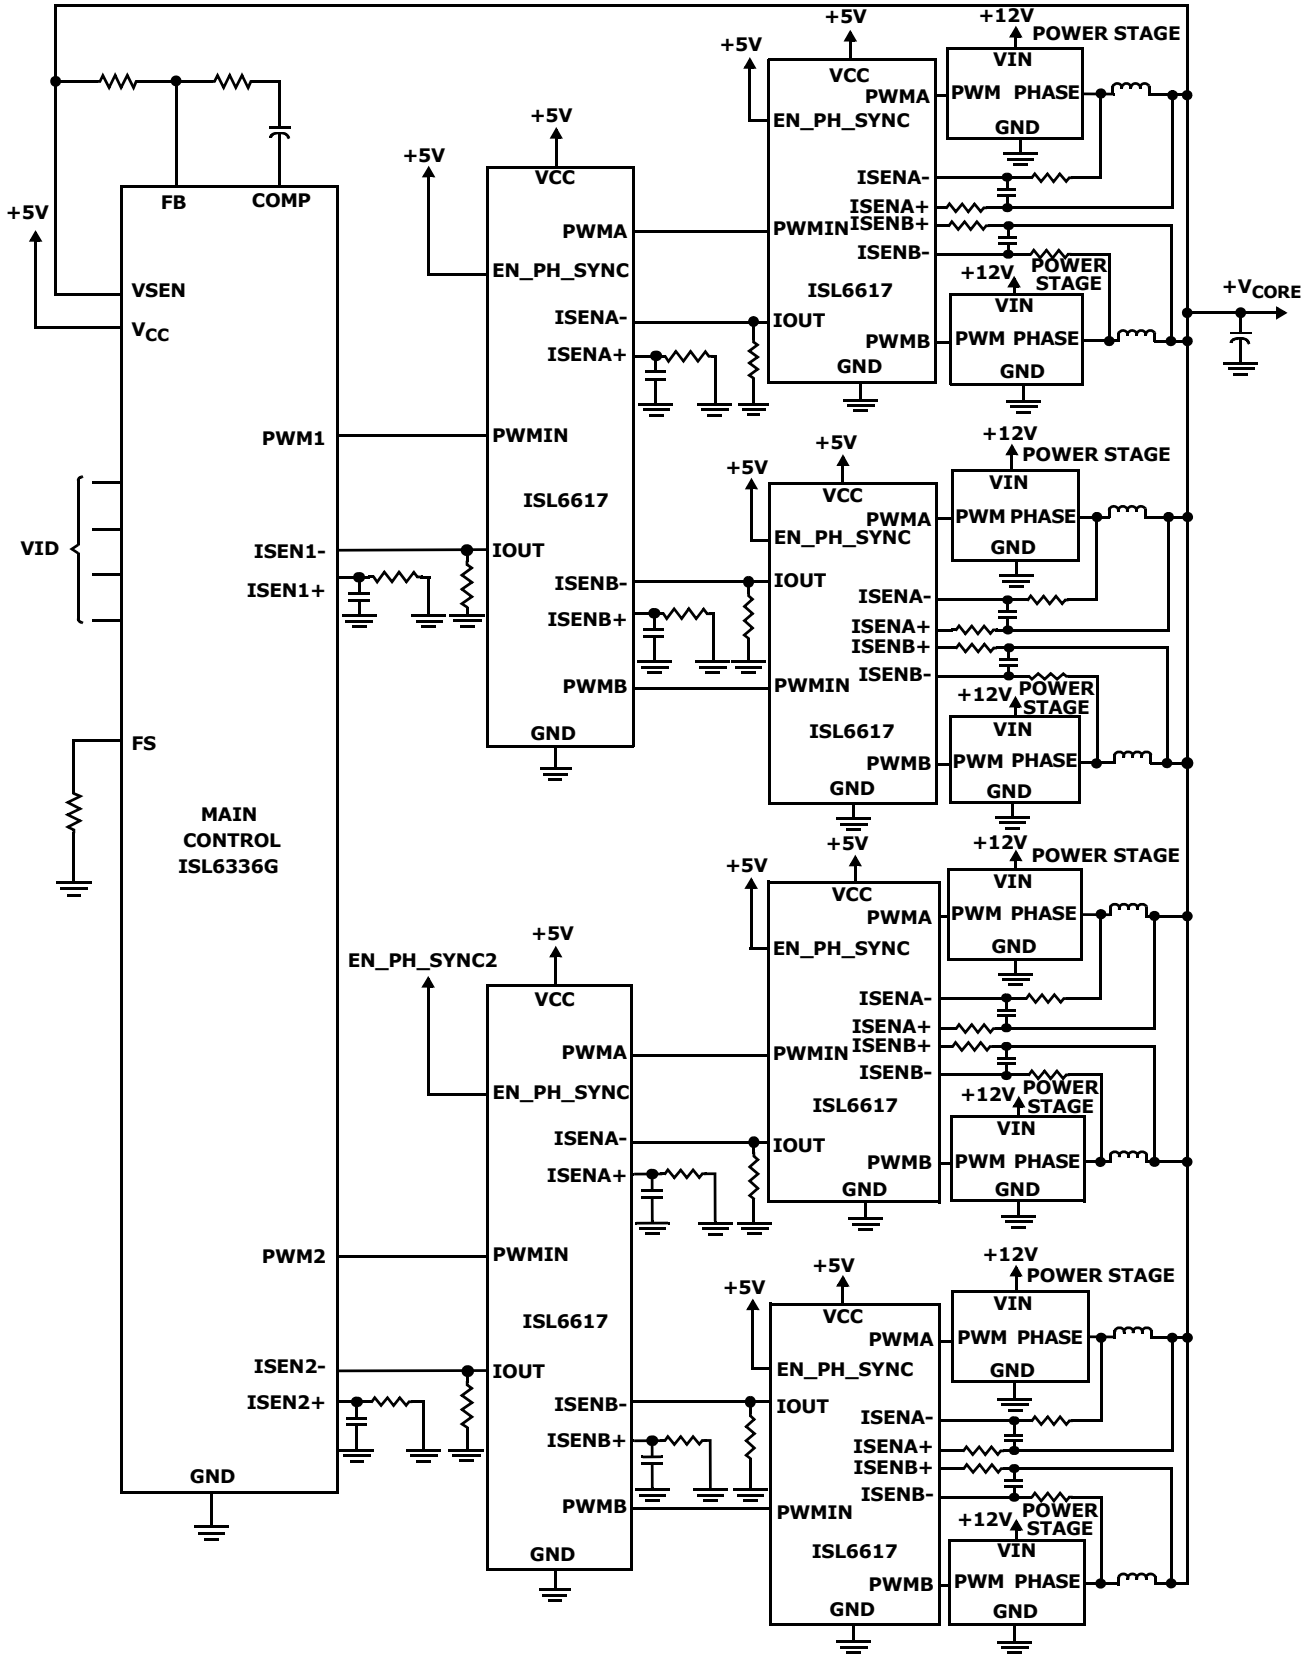 FB
COMP
+5V
VSEN
VCC
PWM1
VID
ISEN1-
ISEN1+
FS
MAIN
CONTROL
ISL6336G
PWM2
ISEN2-
ISEN2+
GND
+5V
+5V
VCC
PWMA
EN_PH_SYNC
ISENA-
ISENA+
PWMIN
ISL6617
IOUT
ISENB-
ISENB+
PWMB
GND
+5V
EN_PH_SYNC2
VCC
PWMA
EN_PH_SYNC
ISENA-
ISENA+
PWMIN
ISL6617
IOUT
ISENB-
ISENB+
PWMB
GND
+5V
+5V
VCC
PWMA
EN_PH_SYNC
ISENA-
ISENA+
PWMIN
ISENB+
ISENB-
ISL6617
IOUT
PWMB
GND
+12V
POWER STAGE
VIN
PWM PHASE
GND
+12V
POWER
STAGE
VIN
PWM PHASE
GND
+VCORE
+5V
+5V
VCC
PWMA
EN_PH_SYNC
IOUT
ISENA-
ISENA+
ISENB+
ISENB-
PWMIN
ISL6617
PWMB
GND
+12V
POWER STAGE
VIN
PWM PHASE
GND
+12V
POWER
STAGE
VIN
PWM PHASE
GND
+5V
+5V
VCC
PWMA
EN_PH_SYNC
ISENA-
ISENA+
PWMIN
ISENB+
ISENB-
ISL6617
IOUT
PWMB
GND
+12V
POWER STAGE
VIN
PWM PHASE
GND
+12V
POWER
STAGE
VIN
PWM PHASE
GND
+5V
+5V
VCC
PWMA
EN_PH_SYNC
IOUT
ISENA-
ISENA+
ISENB+
ISENB-
PWMIN
ISL6617
PWMB
GND
+12V
POWER STAGE
VIN
PWM PHASE
GND
+12V
POWER
STAGE
VIN
PWM PHASE
GND